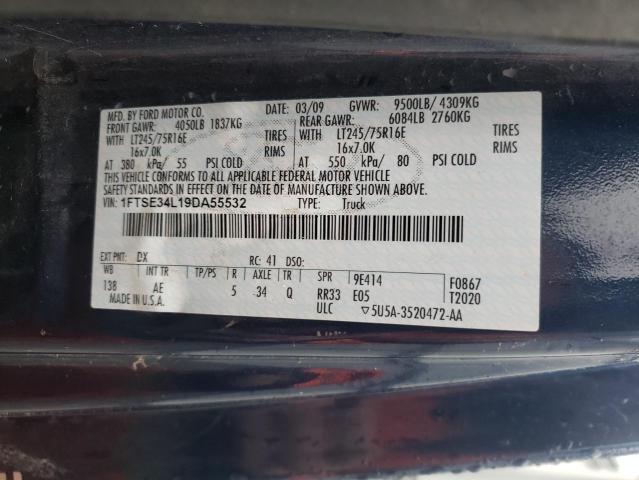 MFD. BY FORD MOTOR CO. 03/09 GVWR: 9500LB/ 4309KG
FRONT GAWR: 4050LB 1837KG REAR GAWR: 6084LB 2760KG
WITH LT245/75R16E TIRES WITH LT245/75R16E TIRES
16x7.0K RIMS 16x7.0K RIMS
AT 380 kPa/ 55 PSI COLD AT 550 kPa/ 80 PSI COLD
THIS VEHICLE CONFORMS TO ALL APPLICABLE FEDERAL MOTOR VEHICLE
SAFETY STANDARDS IN EFFECT ON THE DATE OF MANUFACTURE SHOWN ABOVE.
VIN: 1FTSE34L19DA55532 TYPE: Truck
EXT PNT: DX RC: 41 DSO:
WB INT TR TP/PS R AXLE TR SPR 9E414 F0867
138 AE 5 34 Q RR33 E05 T2020
MADE IN U.S.A. ULC ▽5U5A-3520472-AA